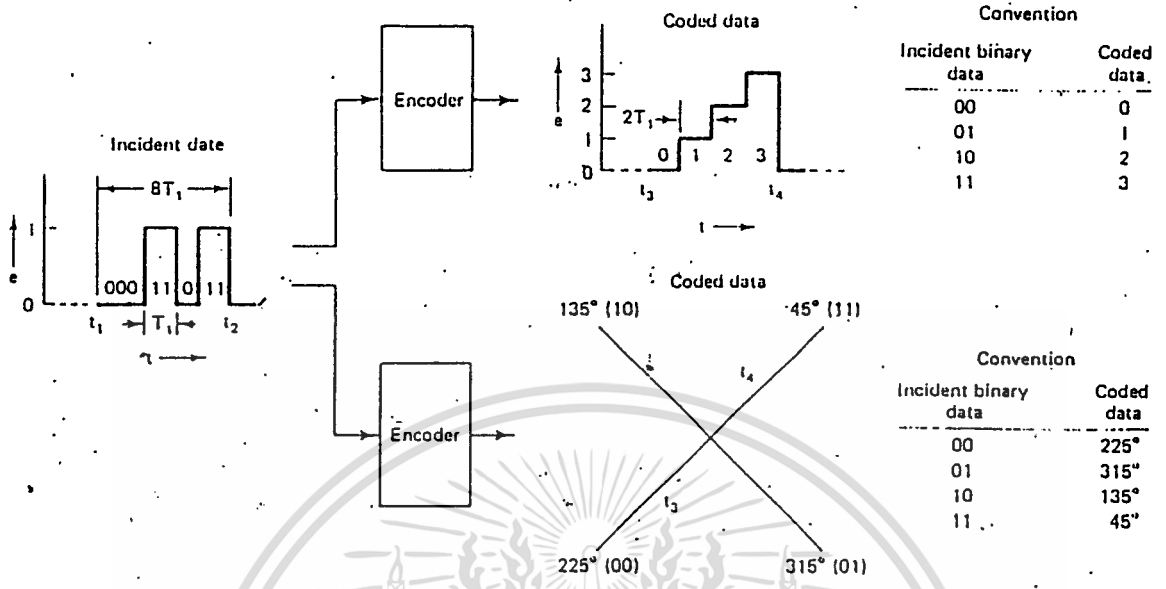 Coded data
Convention
Incident binary data
Coded data
00 0
01 1
10 2
11 3
Encoder
e
3
2
1
0
2T₁
0 1 2 3
t₃ t₄
t
Incident date
8T₁
1
e
0
000 11 0 11
t₁ T₁ t₂
Coded data
135° (10) 45° (11)
t₄
t₃
225° (00) 315° (01)
Encoder
Convention
Incident binary data
Coded data
00 225°
01 315°
10 135°
11 45°